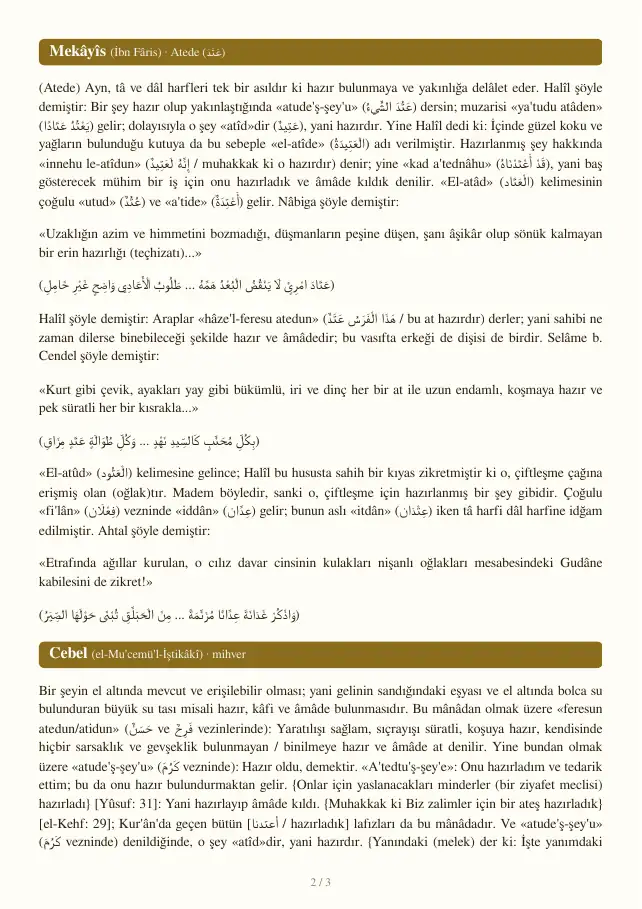 Mekâyîs (İbn Fâris) · Atede (عَتَدَ)
(Atede) Ayn, tâ ve dâl harfleri tek bir asıldır ki hazır bulunmaya ve yakınlığa delâlet eder. Halîl şöyle
demiştir: Bir şey hazır olup yakınlaştığında «atude'ş-şey'u» (عَتُدَ الشَّيءُ) dersin; muzarisi «ya'tudu atâden»
(يَعْتُدُ عَتَادًا) gelir; dolayısıyla o şey «atîd»dir (عَتِيدٌ), yani hazırdır. Yine Halîl dedi ki: İçinde güzel koku ve
yağların bulunduğu kutuya da bu sebeple «el-atîde» (الْعَتِيدَةُ) adı verilmiştir. Hazırlanmış şey hakkında
«innehu le-atîdun» (إِنَّهُ لَعَتِيدٌ / muhakkak ki o hazırdır) denir; yine «kad a'tednâhu» (قَدْ أَعْتَدْنَاهُ), yani baş
gösterecek mühim bir iş için onu hazırladık ve âmâde kıldık denilir. «El-atâd» (الْعَتَاد) kelimesinin
çoğulu «utud» (عُتُدٌ) ve «a'tide» (أَعْتِدَةٌ) gelir. Nâbiga şöyle demiştir:
«Uzaklığın azim ve himmetini bozmadığı, düşmanların peşine düşen, şanı âşikâr olup sönük kalmayan
bir erin hazırlığı (teçhizatı)...»
(عَتَادَ امْرِئٍ لَا يَنْقُضُ الْبُعْدُ هَمَّهُ ... طَلُوبُ الْأَعَادِي وَاضِحٍ غَيْرِ خَامِلِ)
Halîl şöyle demiştir: Araplar «hâze'l-feresu atedun» (هَذَا الْفَرَسُ عَتَدٌ / bu at hazırdır) derler; yani sahibi ne
zaman dilerse binebileceği şekilde hazır ve âmâdedir; bu vasıfta erkeği de dişisi de birdir. Selâme b.
Cendel şöyle demiştir:
«Kurt gibi çevik, ayakları yay gibi bükümlü, iri ve dinç her bir at ile uzun endamlı, koşmaya hazır ve
pek süratli her bir kısrakla...»
(بِكُلِّ مُجَنَّبٍ كَالسِّيدِ نَهْدٍ ... وَكُلِّ طُوَالَةٍ عَتَدٍ مِزَاقِ)
«El-atûd» (الْعَتُود) kelimesine gelince; Halîl bu hususta sahih bir kıyas zikretmiştir ki o, çiftleşme çağına
erişmiş olan (oğlak)tır. Madem böyledir, sanki o, çiftleşme için hazırlanmış bir şey gibidir. Çoğulu
«fi'lân» (فِعْلَان) vezninde «iddân» (عِدَّان) gelir; bunun aslı «itdân» (عِتْدَان) iken tâ harfi dâl harfine idğam
edilmiştir. Ahtal şöyle demiştir:
«Etrafında ağıllar kurulan, o cılız davar cinsinin kulakları nişanlı oğlakları mesabesindeki Gudâne
kabilesini de zikret!»
(وَاذْكُرْ غُدَانَةَ عِدَّانًا مُزَنَّمَةً ... مِنَ الْحَبَلَّقِ تُبْنَى حَوْلَهَا الصِّيَرُ)
Cebel (el-Mu'cemü'l-İştikâkî) · mihver
Bir şeyin el altında mevcut ve erişilebilir olması; yani gelinin sandığındaki eşyası ve el altında bolca su
bulunduran büyük su tası misali hazır, kâfi ve âmâde bulunmasıdır. Bu mânâdan olmak üzere «feresun
atedun/atidun» (حَسَنٌ ve فَرِحٌ vezinlerinde): Yaratılışı sağlam, sıçrayışı süratli, koşuya hazır, kendisinde
hiçbir sarsaklık ve gevşeklik bulunmayan / binilmeye hazır ve âmâde at denilir. Yine bundan olmak
üzere «atude'ş-şey'u» (كَرُمَ vezninde): Hazır oldu, demektir. «A'tedtu'ş-şey'e»: Onu hazırladım ve tedarik
ettim; bu da onu hazır bulundurmaktan gelir. {Onlar için yaslanacakları minderler (bir ziyafet meclisi)
hazırladı} [Yûsuf: 31]: Yani hazırlayıp âmâde kıldı. {Muhakkak ki Biz zalimler için bir ateş hazırladık}
[el-Kehf: 29]; Kur'ân'da geçen bütün [أعتدنا / hazırladık] lafızları da bu mânâdadır. Ve «atude'ş-şey'u»
(كَرُمَ vezninde) denildiğinde, o şey «atîd»dir, yani hazırdır. {Yanındaki (melek) der ki: İşte yanımdaki
2 / 3